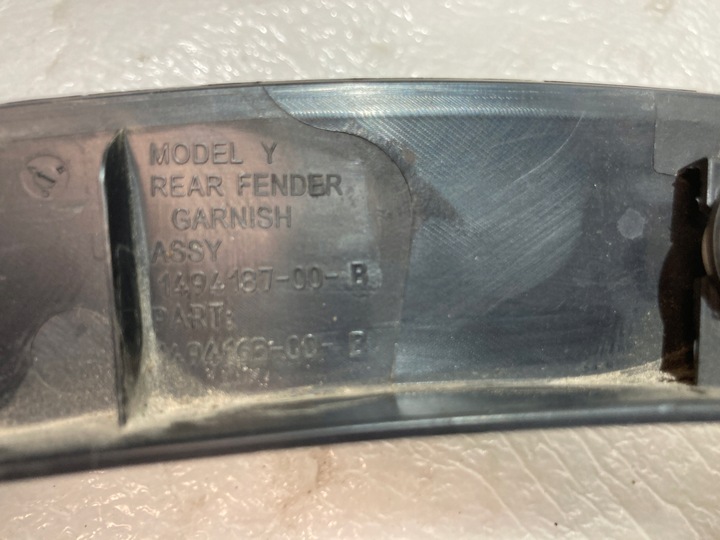 MODEL Y
REAR FENDER
GARNISH
ASSY
1494187-00-B
PART: